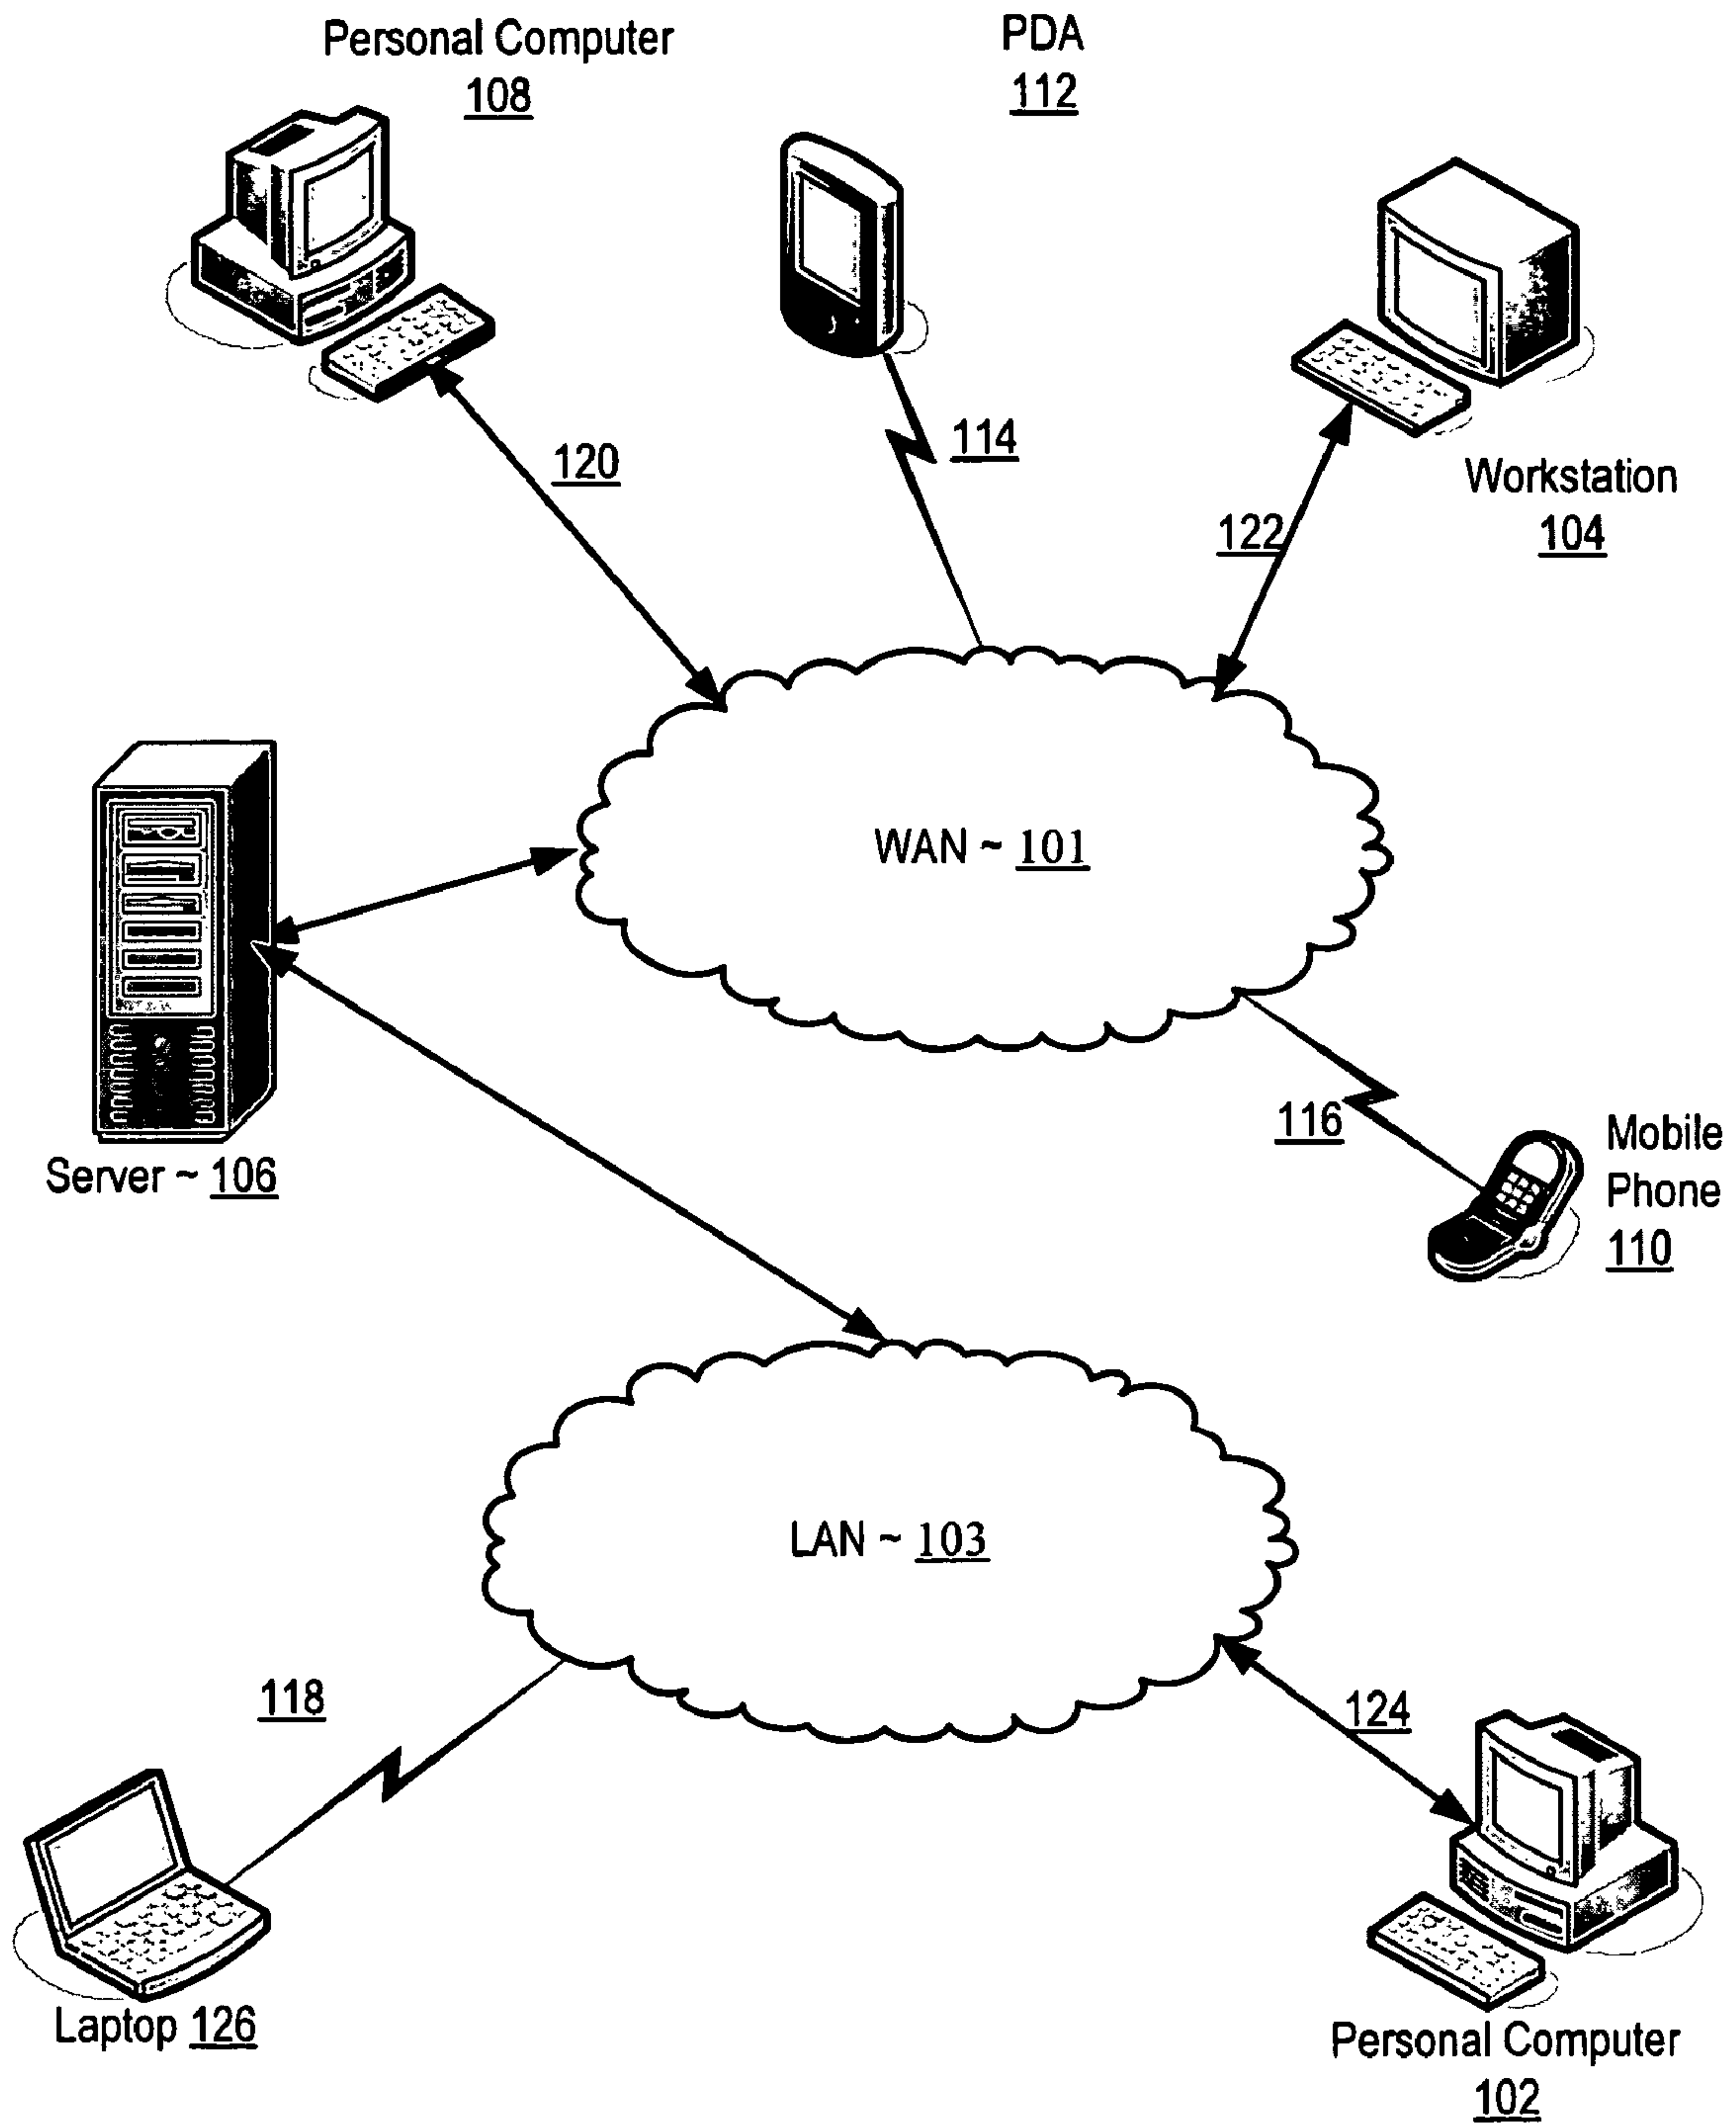 Personal Computer
108
PDA
112
120
114
122
Workstation
104
WAN ~ 101
Server ~ 106
116
Mobile
Phone
110
LAN ~ 103
118
124
Laptop 126
Personal Computer
102